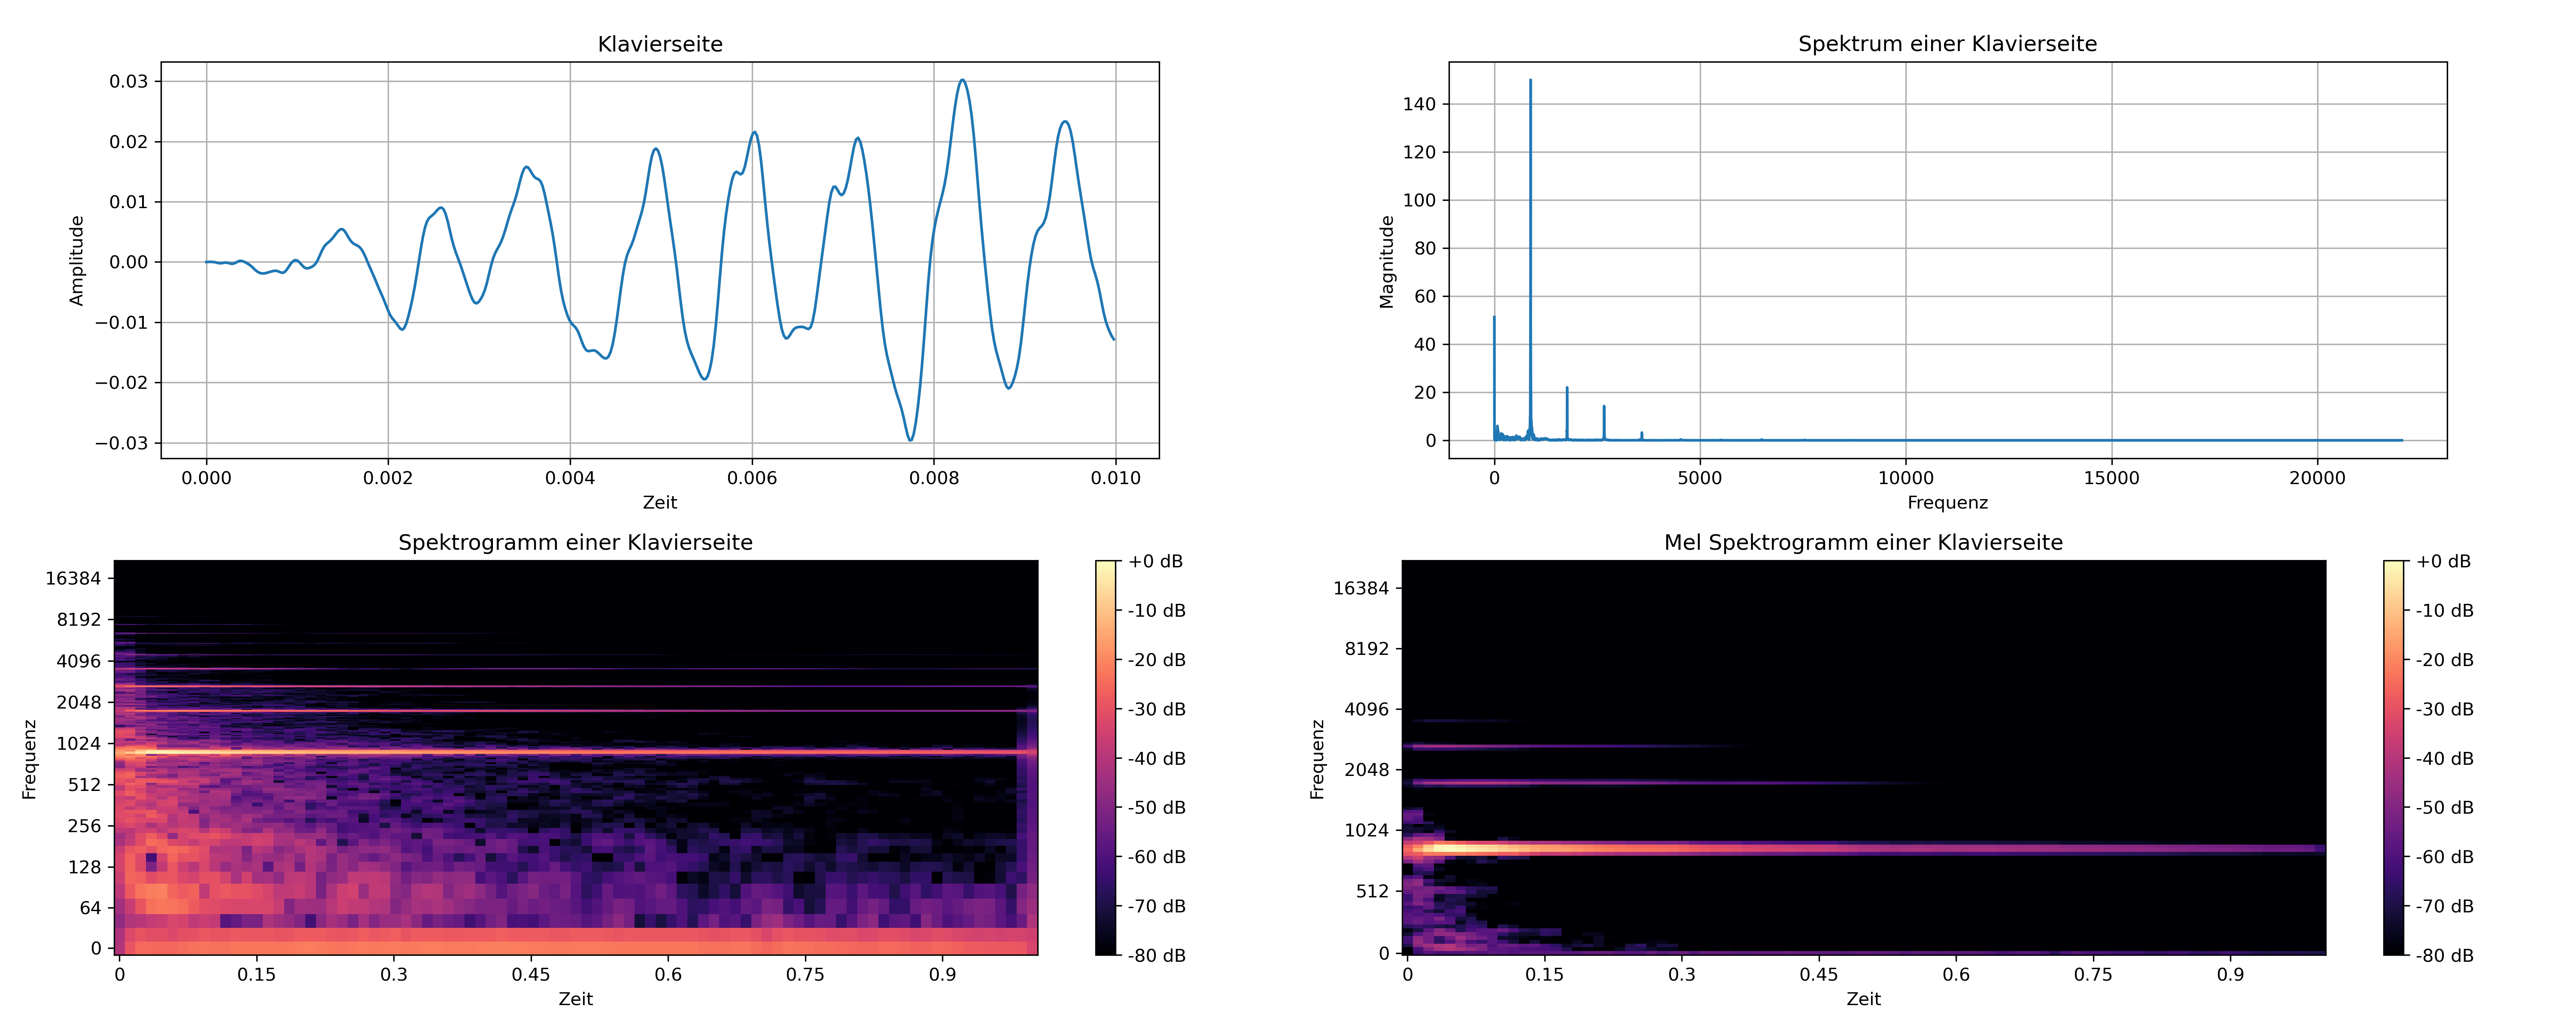 Klavierseite
0.03
0.02
0.01
0.00
−0.01
−0.02
−0.03
Amplitude
0.000 0.002 0.004 0.006 0.008 0.010
Zeit
Spektrum einer Klavierseite
140
120
100
80
60
40
20
0
Magnitude
0 5000 10000 15000 20000
Frequenz
Spektrogramm einer Klavierseite
16384
8192
4096
2048
1024
512
256
128
64
0
Frequenz
0 0.15 0.3 0.45 0.6 0.75 0.9
Zeit
+0 dB
-10 dB
-20 dB
-30 dB
-40 dB
-50 dB
-60 dB
-70 dB
-80 dB
Mel Spektrogramm einer Klavierseite
16384
8192
4096
2048
1024
512
0
Frequenz
0 0.15 0.3 0.45 0.6 0.75 0.9
Zeit
+0 dB
-10 dB
-20 dB
-30 dB
-40 dB
-50 dB
-60 dB
-70 dB
-80 dB